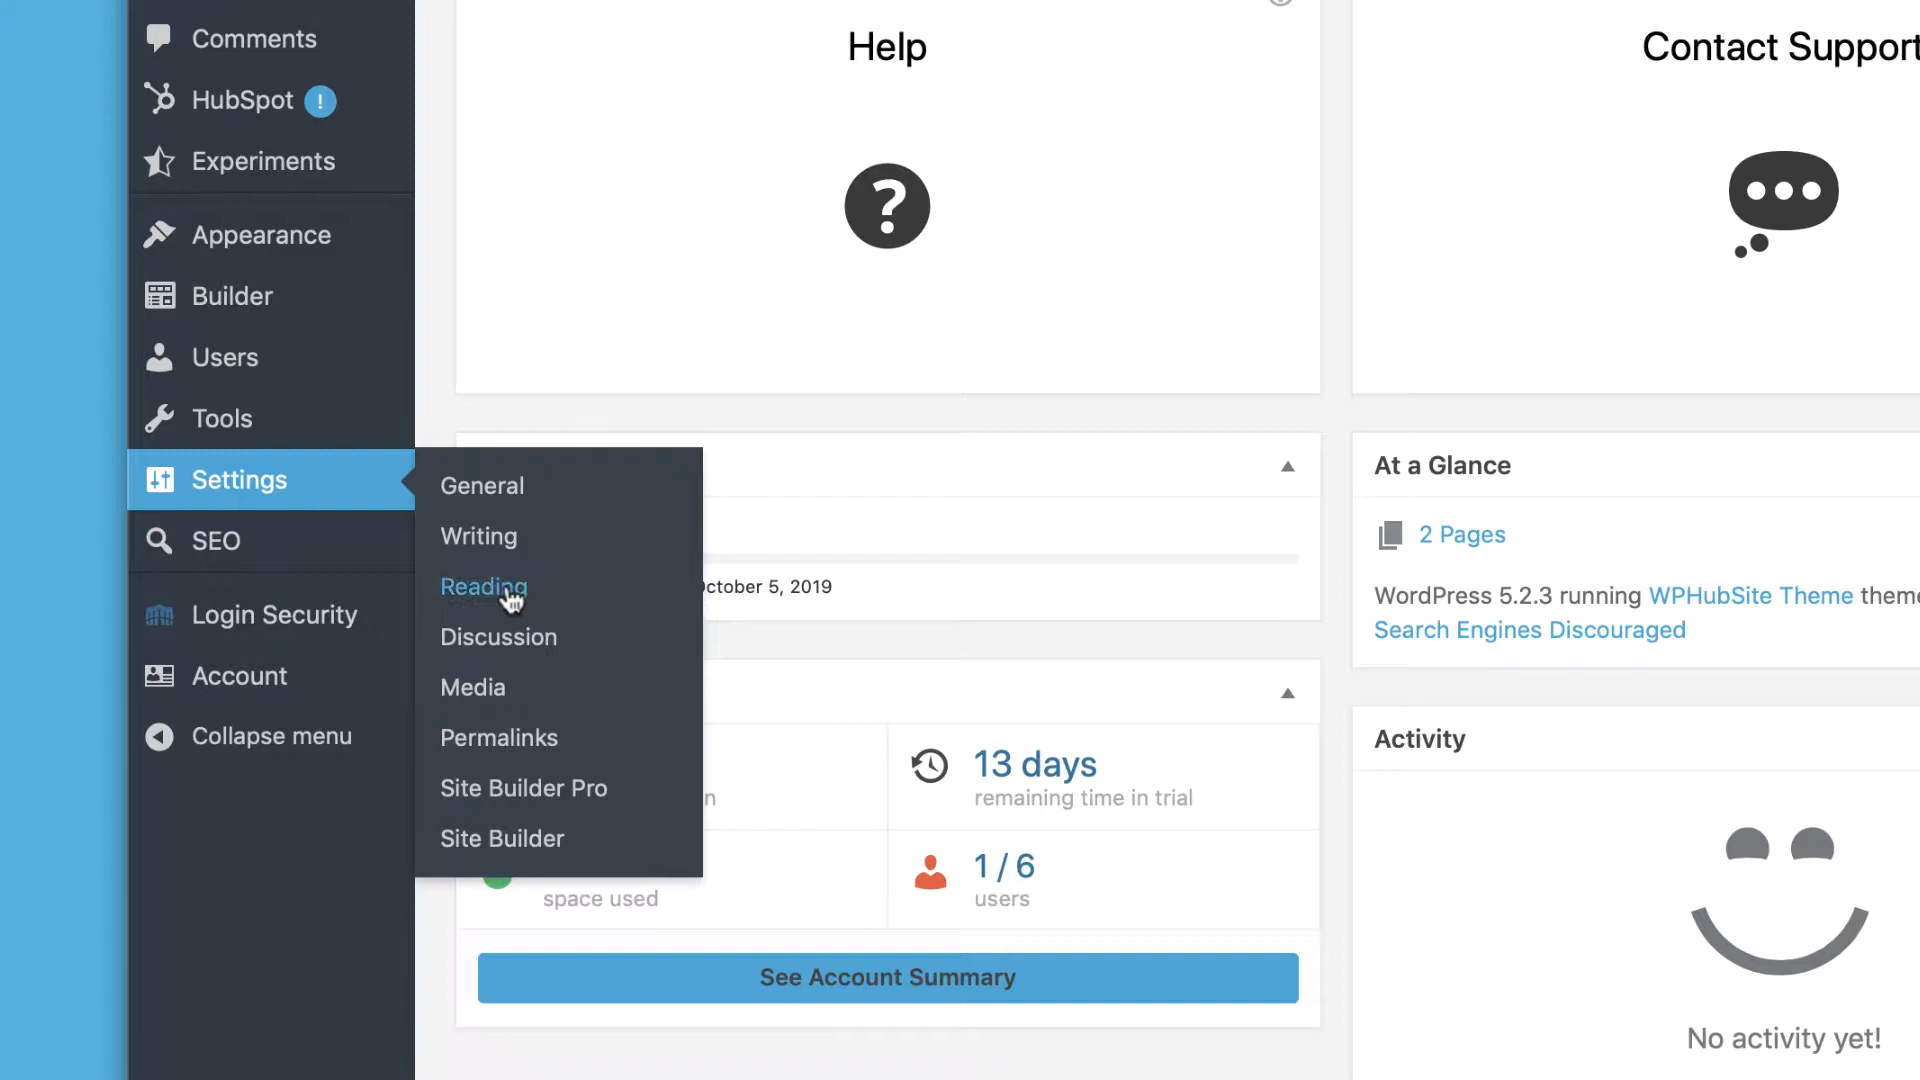 Comments
HubSpot !
Experiments
Appearance
Builder
Users
Tools
Settings
SEO
Login Security
Account
Collapse menu
General
Writing
Reading
Discussion
Media
Permalinks
Site Builder Pro
Site Builder
Help
?
Contact Support
October 5, 2019
n
13 days
remaining time in trial
space used
1 / 6
users
See Account Summary
At a Glance
2 Pages
WordPress 5.2.3 running WPHubSite Theme theme
Search Engines Discouraged
Activity
No activity yet!